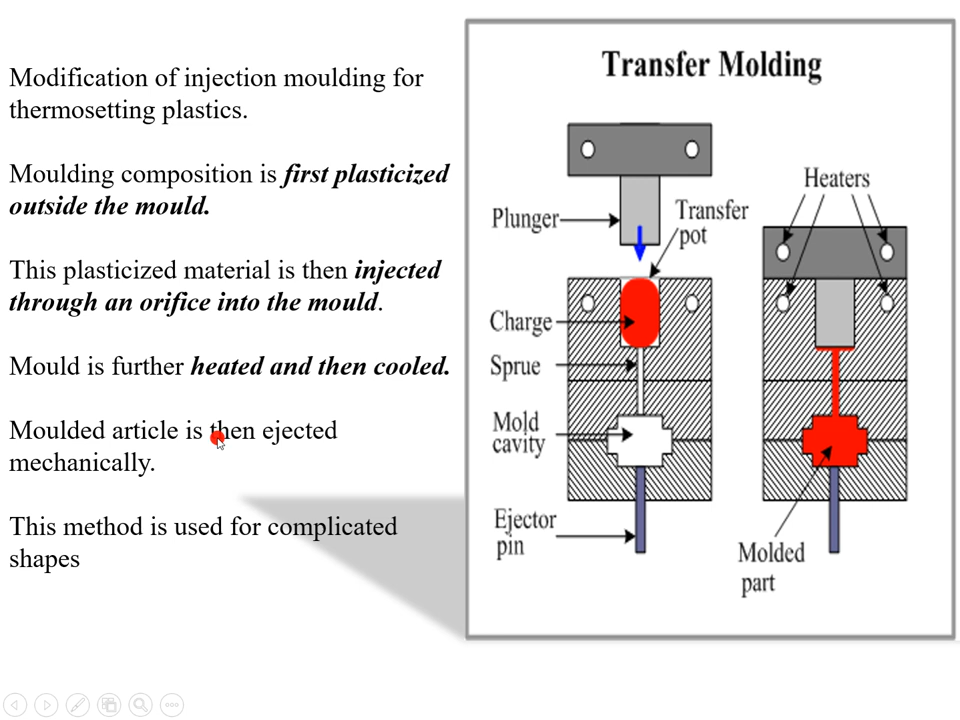 Modification of injection moulding for
thermosetting plastics.
Moulding composition is first plasticized
outside the mould.
This plasticized material is then injected
through an orifice into the mould.
Mould is further heated and then cooled.
Moulded article is then ejected
mechanically.
This method is used for complicated
shapes
Transfer Molding
Plunger
Transfer
pot
Heaters
Charge
Sprue
Mold
cavity
Ejector
pin
Molded
part